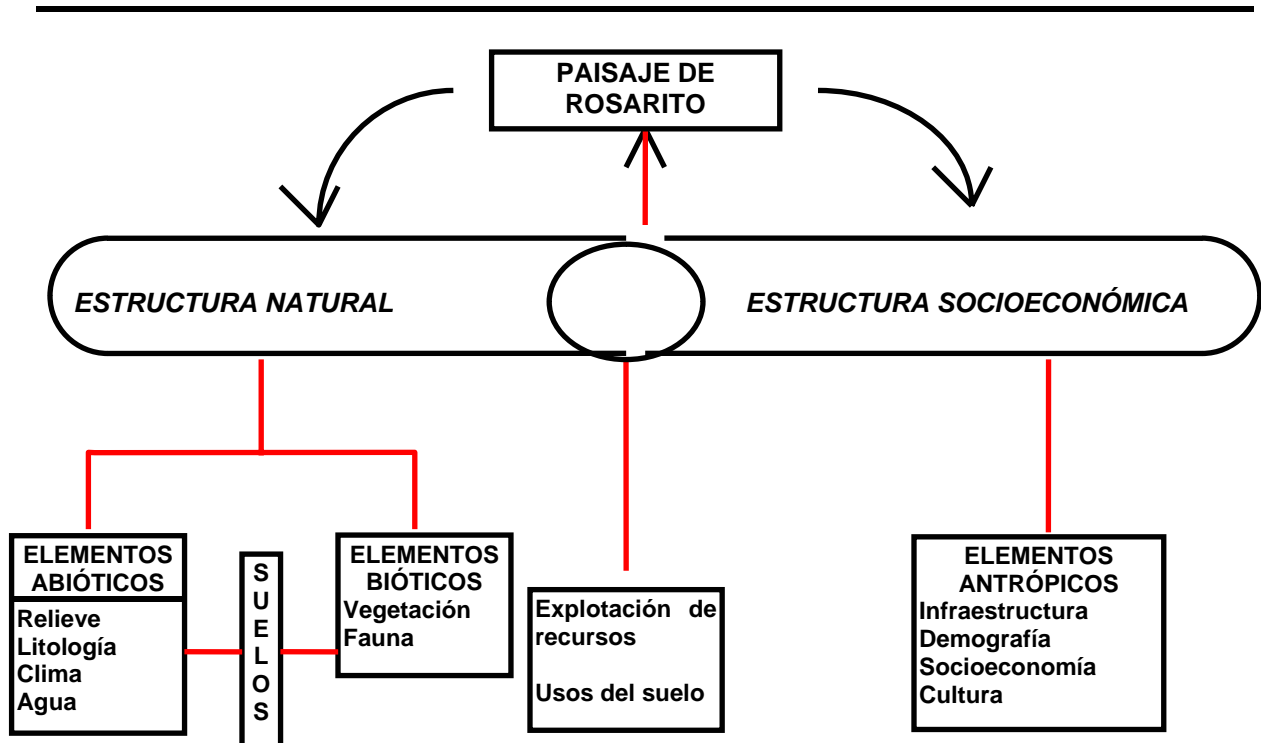 PAISAJE DE
ROSARITO
ESTRUCTURA NATURAL
ESTRUCTURA SOCIOECONÓMICA
ELEMENTOS
ABIÓTICOS
Relieve
Litología
Clima
Agua
S
U
E
L
O
S
ELEMENTOS
BIÓTICOS
Vegetación
Fauna
Explotación de
recursos
Usos del suelo
ELEMENTOS
ANTRÓPICOS
Infraestructura
Demografía
Socioeconomía
Cultura